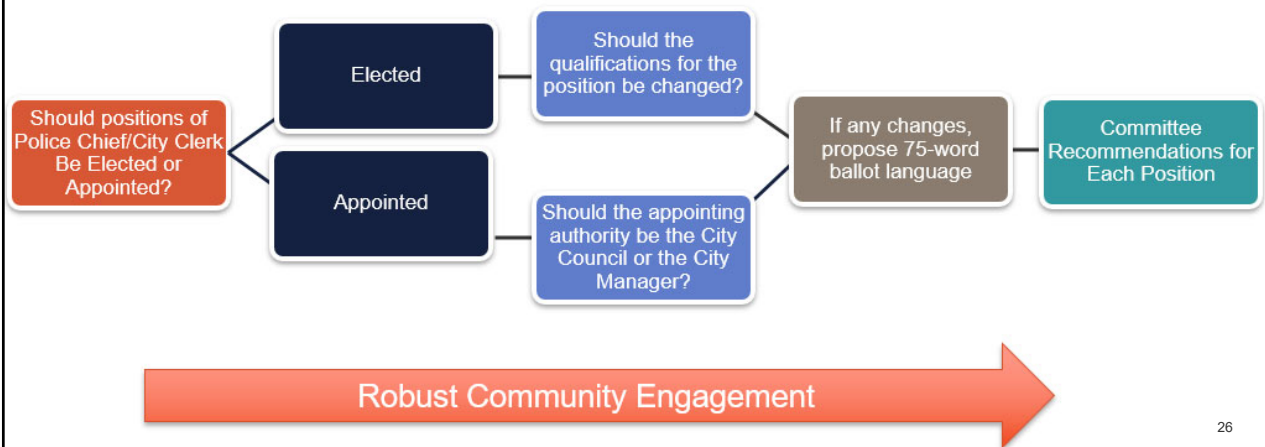 Should positions of
Police Chief/City Clerk
Be Elected or
Appointed?
Elected
Appointed
Should the
qualifications for the
position be changed?
Should the appointing
authority be the City
Council or the City
Manager?
If any changes,
propose 75-word
ballot language
Committee
Recommendations for
Each Position
Robust Community Engagement
26